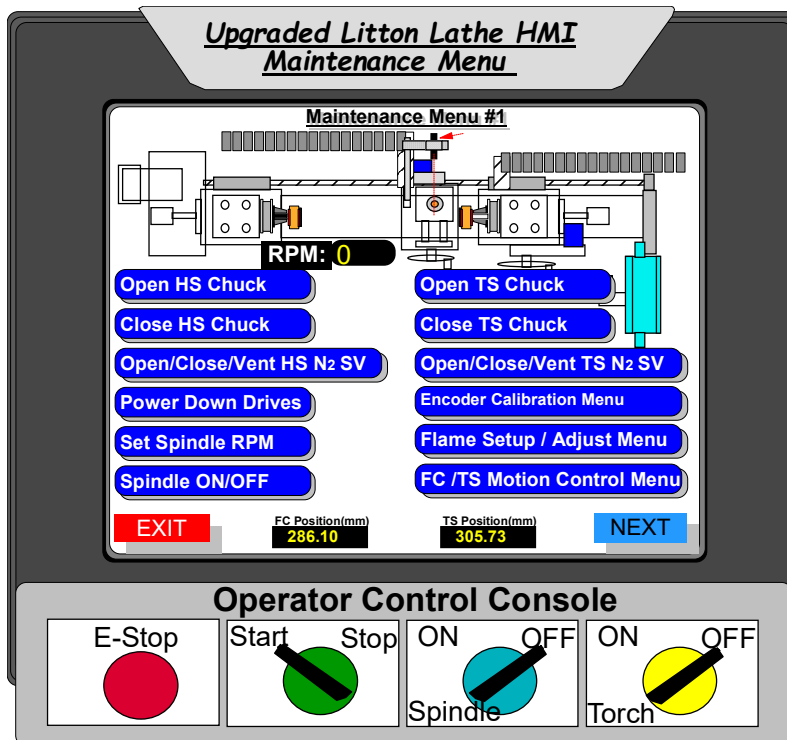 Upgraded Litton Lathe HMI
Maintenance Menu
Maintenance Menu #1
RPM: 0
Open HS Chuck
Open TS Chuck
Close HS Chuck
Close TS Chuck
Open/Close/Vent HS N2 SV
Open/Close/Vent TS N2 SV
Power Down Drives
Encoder Calibration Menu
Set Spindle RPM
Flame Setup / Adjust Menu
Spindle ON/OFF
FC /TS Motion Control Menu
EXIT
FC Position(mm)
286.10
TS Position(mm)
305.73
NEXT
Operator Control Console
E-Stop
Start Stop
ON OFF
Spindle
ON OFF
Torch